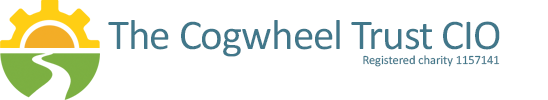 The Cogwheel Trust CIO
Registered charity 1157141